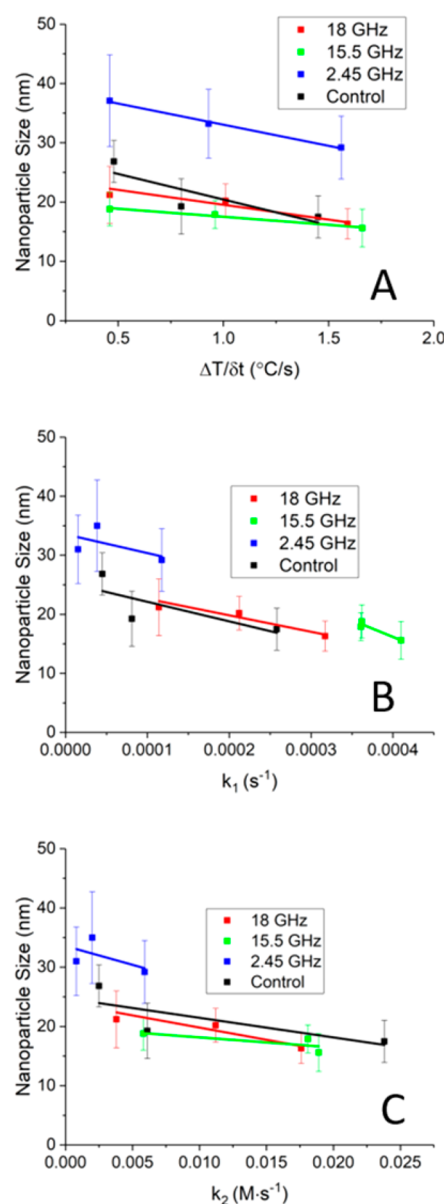 50
40
30
20
10
0
Nanoparticle Size (nm)
18 GHz
15.5 GHz
2.45 GHz
Control
A
0.5
1.0
1.5
2.0
ΔT/δt (°C/s)
50
40
30
20
10
0
Nanoparticle Size (nm)
18 GHz
15.5 GHz
2.45 GHz
Control
B
0.0000
0.0001
0.0002
0.0003
0.0004
k₁ (s⁻¹)
50
40
30
20
10
0
Nanoparticle Size (nm)
18 GHz
15.5 GHz
2.45 GHz
Control
C
0.000
0.005
0.010
0.015
0.020
0.025
k₂ (M·s⁻¹)